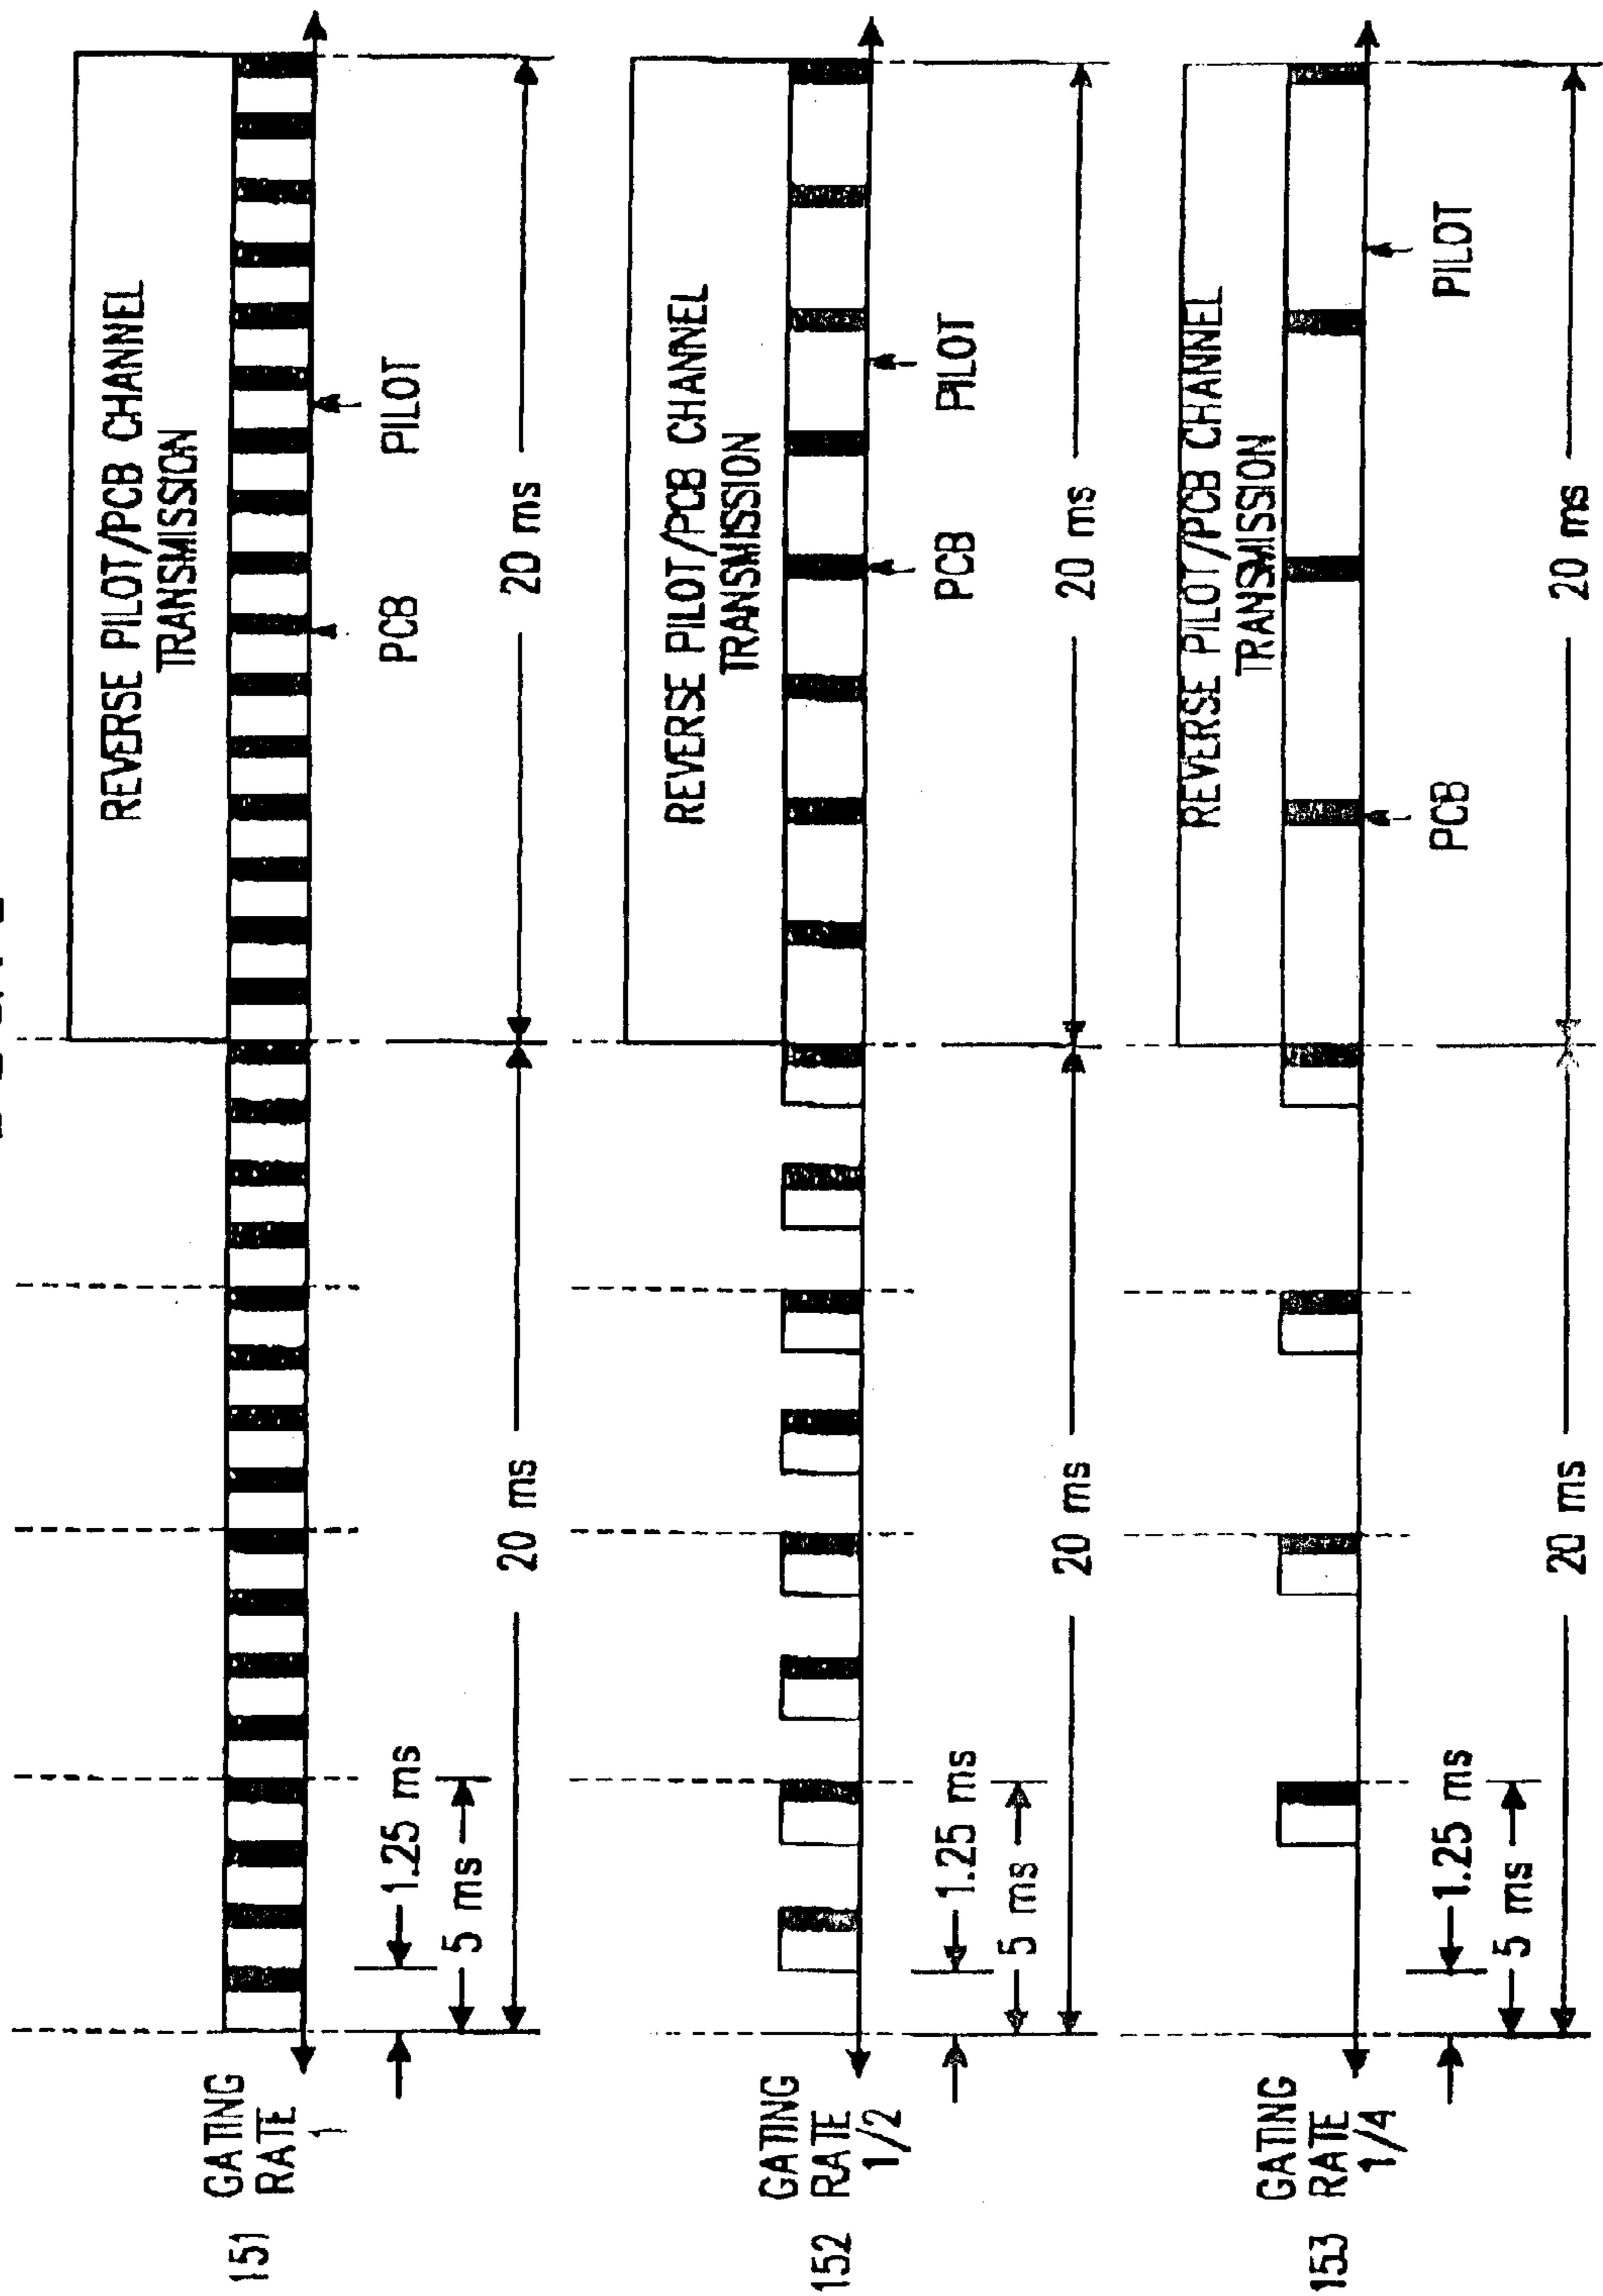 151 GATING
RATE
1
REVERSE PILOT/PCB CHANNEL
TRANSMISSION
PCB
PILOT
1.25 ms
5 ms
20 ms
20 ms
152 GATING
RATE
1/2
REVERSE PILOT/PCB CHANNEL
TRANSMISSION
PCB
PILOT
1.25 ms
5 ms
20 ms
20 ms
153 GATING
RATE
1/4
REVERSE PILOT/PCB CHANNEL
TRANSMISSION
PCB
PILOT
1.25 ms
5 ms
20 ms
20 ms